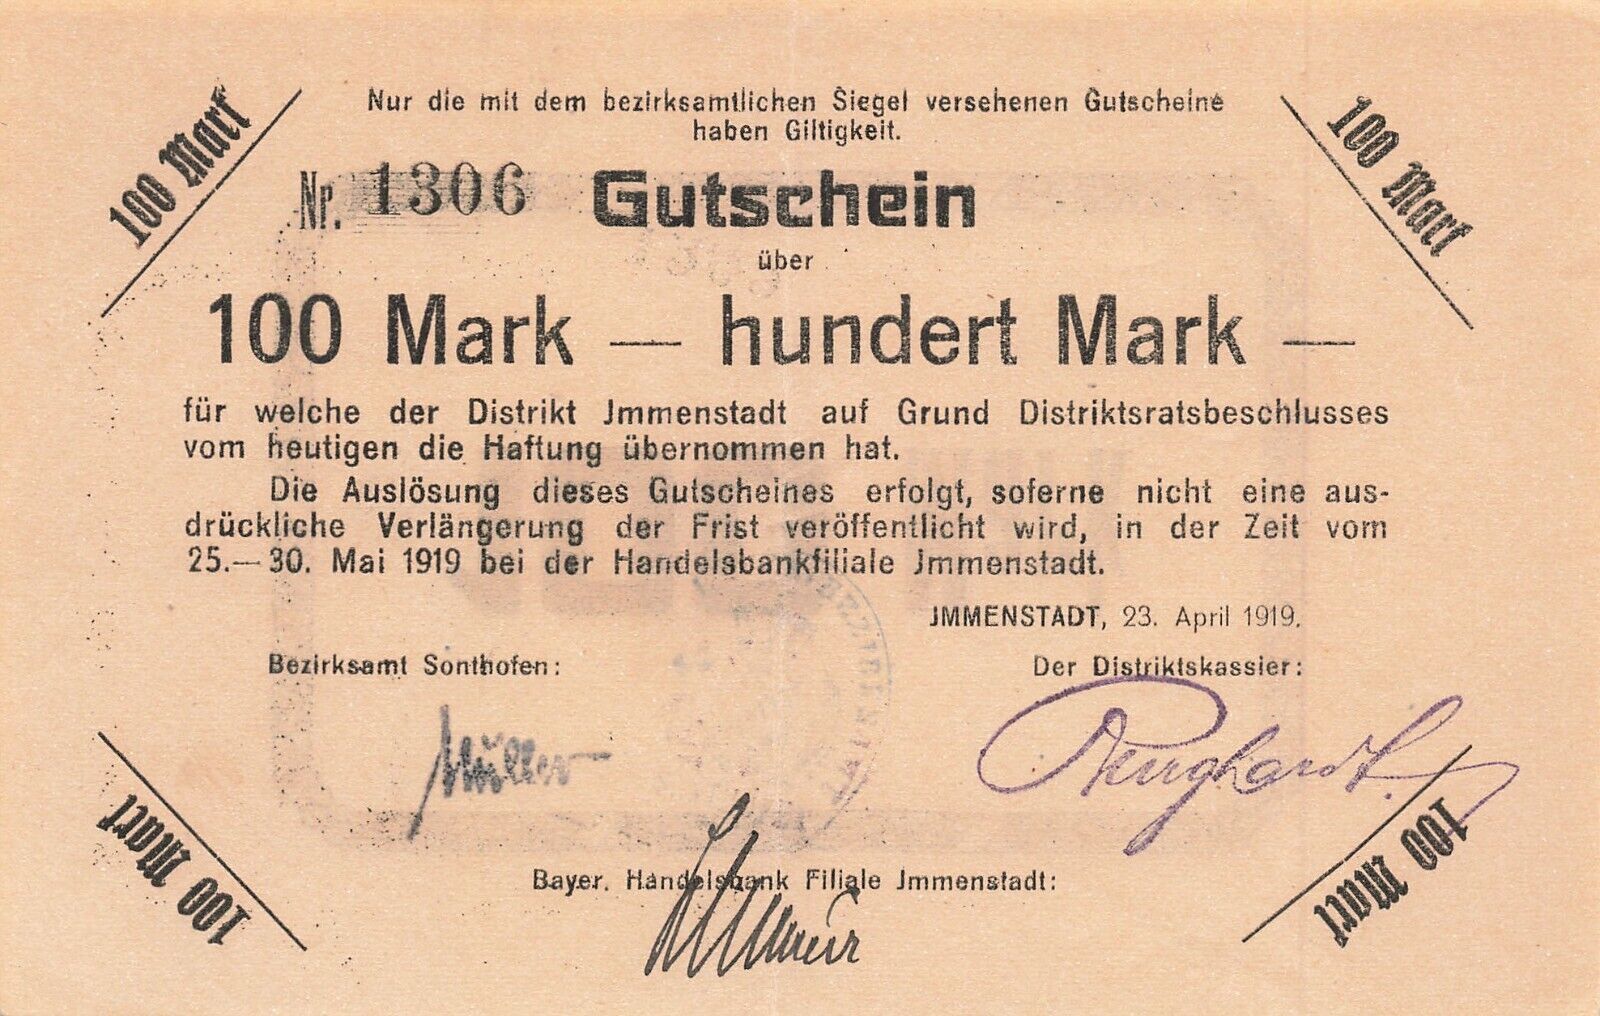 Nur die mit dem bezirksamtlichen Siegel versehenen Gutscheine
haben Giltigkeit.
100 Mark
100 Mark
Nr. 1306 Gutschein
über
100 Mark — hundert Mark —
für welche der Distrikt Jmmenstadt auf Grund Distriktsratsbeschlusses
vom heutigen die Haftung übernommen hat.
Die Auslösung dieses Gutscheines erfolgt, soferne nicht eine aus-
drückliche Verlängerung der Frist veröffentlicht wird, in der Zeit vom
25.—30. Mai 1919 bei der Handelsbankfiliale Jmmenstadt.
JMMENSTADT, 23. April 1919.
Bezirksamt Sonthofen:
Der Distriktskassier:
Müller
100 Mark
100 Mark
Bayer. Handelsbank Filiale Jmmenstadt: